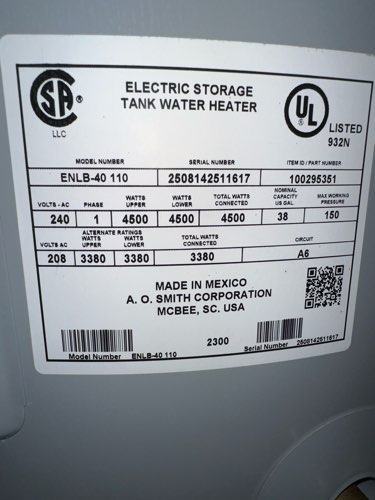 SA
LLC
ELECTRIC STORAGE
TANK WATER HEATER
UL
LISTED
932N
MODEL NUMBER SERIAL NUMBER ITEM ID / PART NUMBER
ENLB-40 110 2508142511617 100295351
VOLTS - AC PHASE WATTS UPPER WATTS LOWER TOTAL WATTS CONNECTED NOMINAL CAPACITY US GAL MAX WORKING PRESSURE
240 1 4500 4500 4500 38 150
ALTERNATE RATINGS
VOLTS AC PHASE WATTS UPPER WATTS LOWER TOTAL WATTS CONNECTED CIRCUIT
208 3380 3380 3380 A6
MADE IN MEXICO
A. O. SMITH CORPORATION
MCBEE, SC. USA
2300
Model Number ENLB-40 110
Serial Number 2508142511617